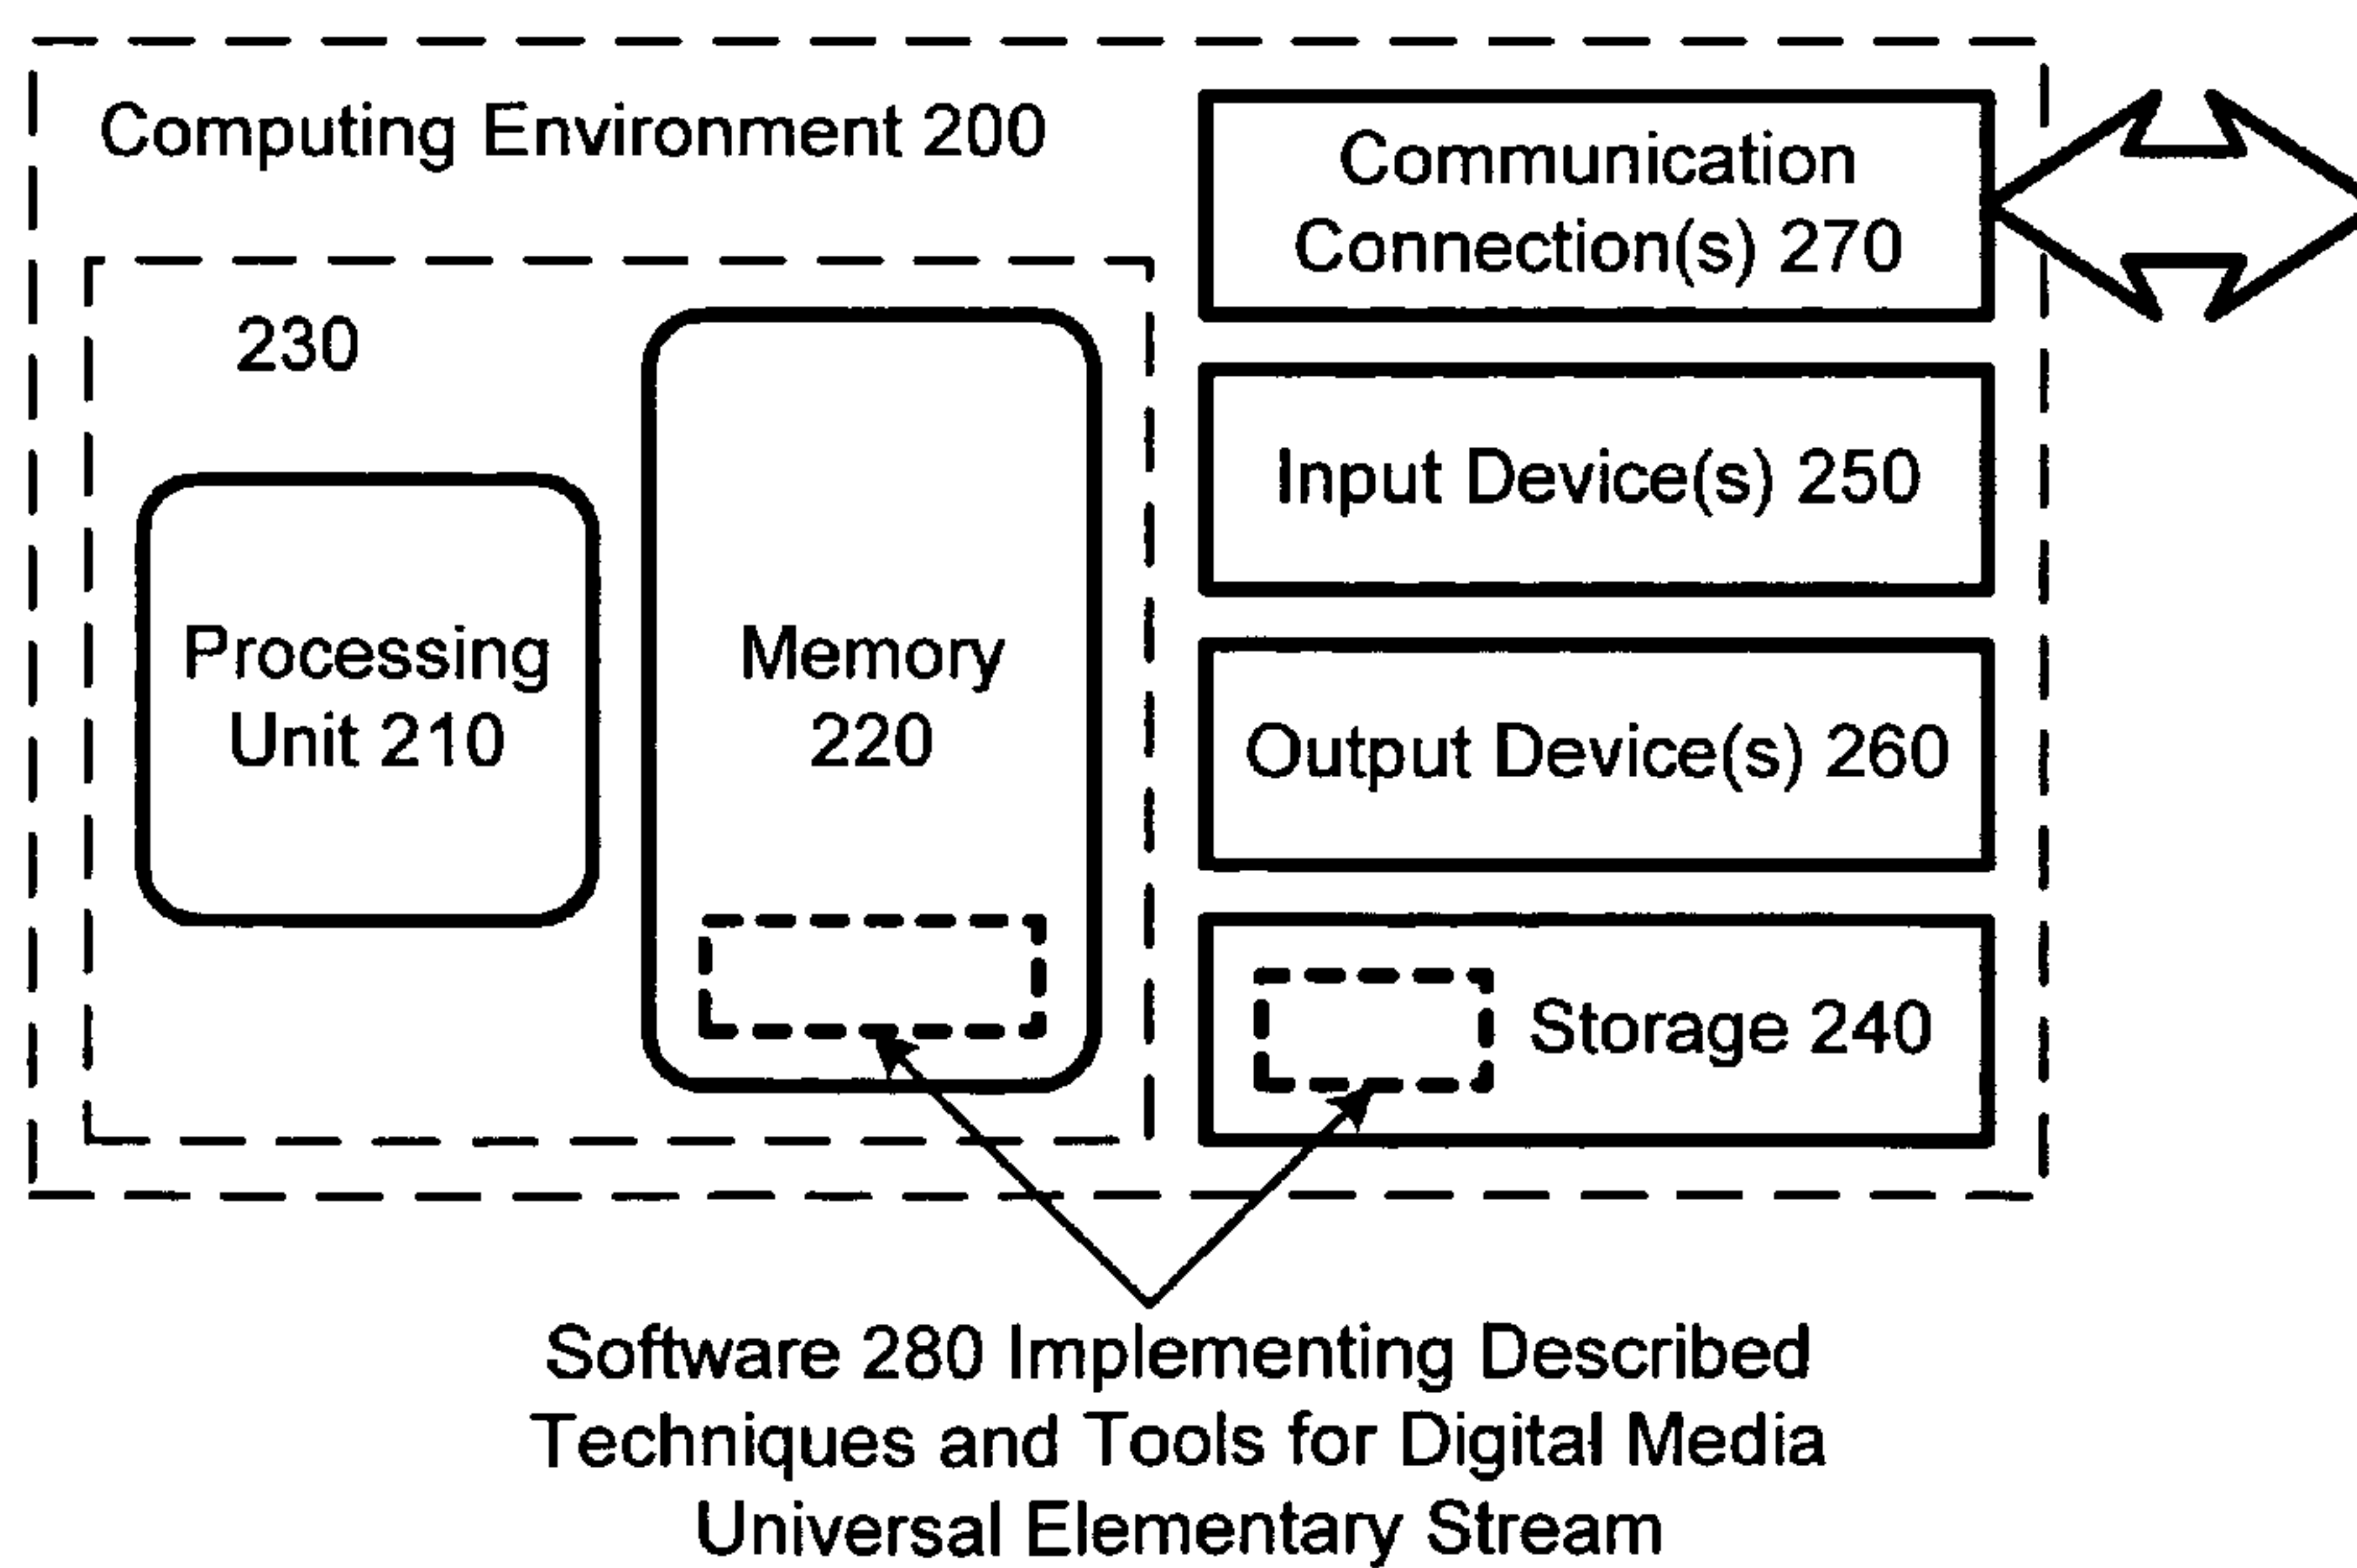 Computing Environment 200
230
Processing
Unit 210
Memory
220
Communication
Connection(s) 270
Input Device(s) 250
Output Device(s) 260
Storage 240
Software 280 Implementing Described
Techniques and Tools for Digital Media
Universal Elementary Stream